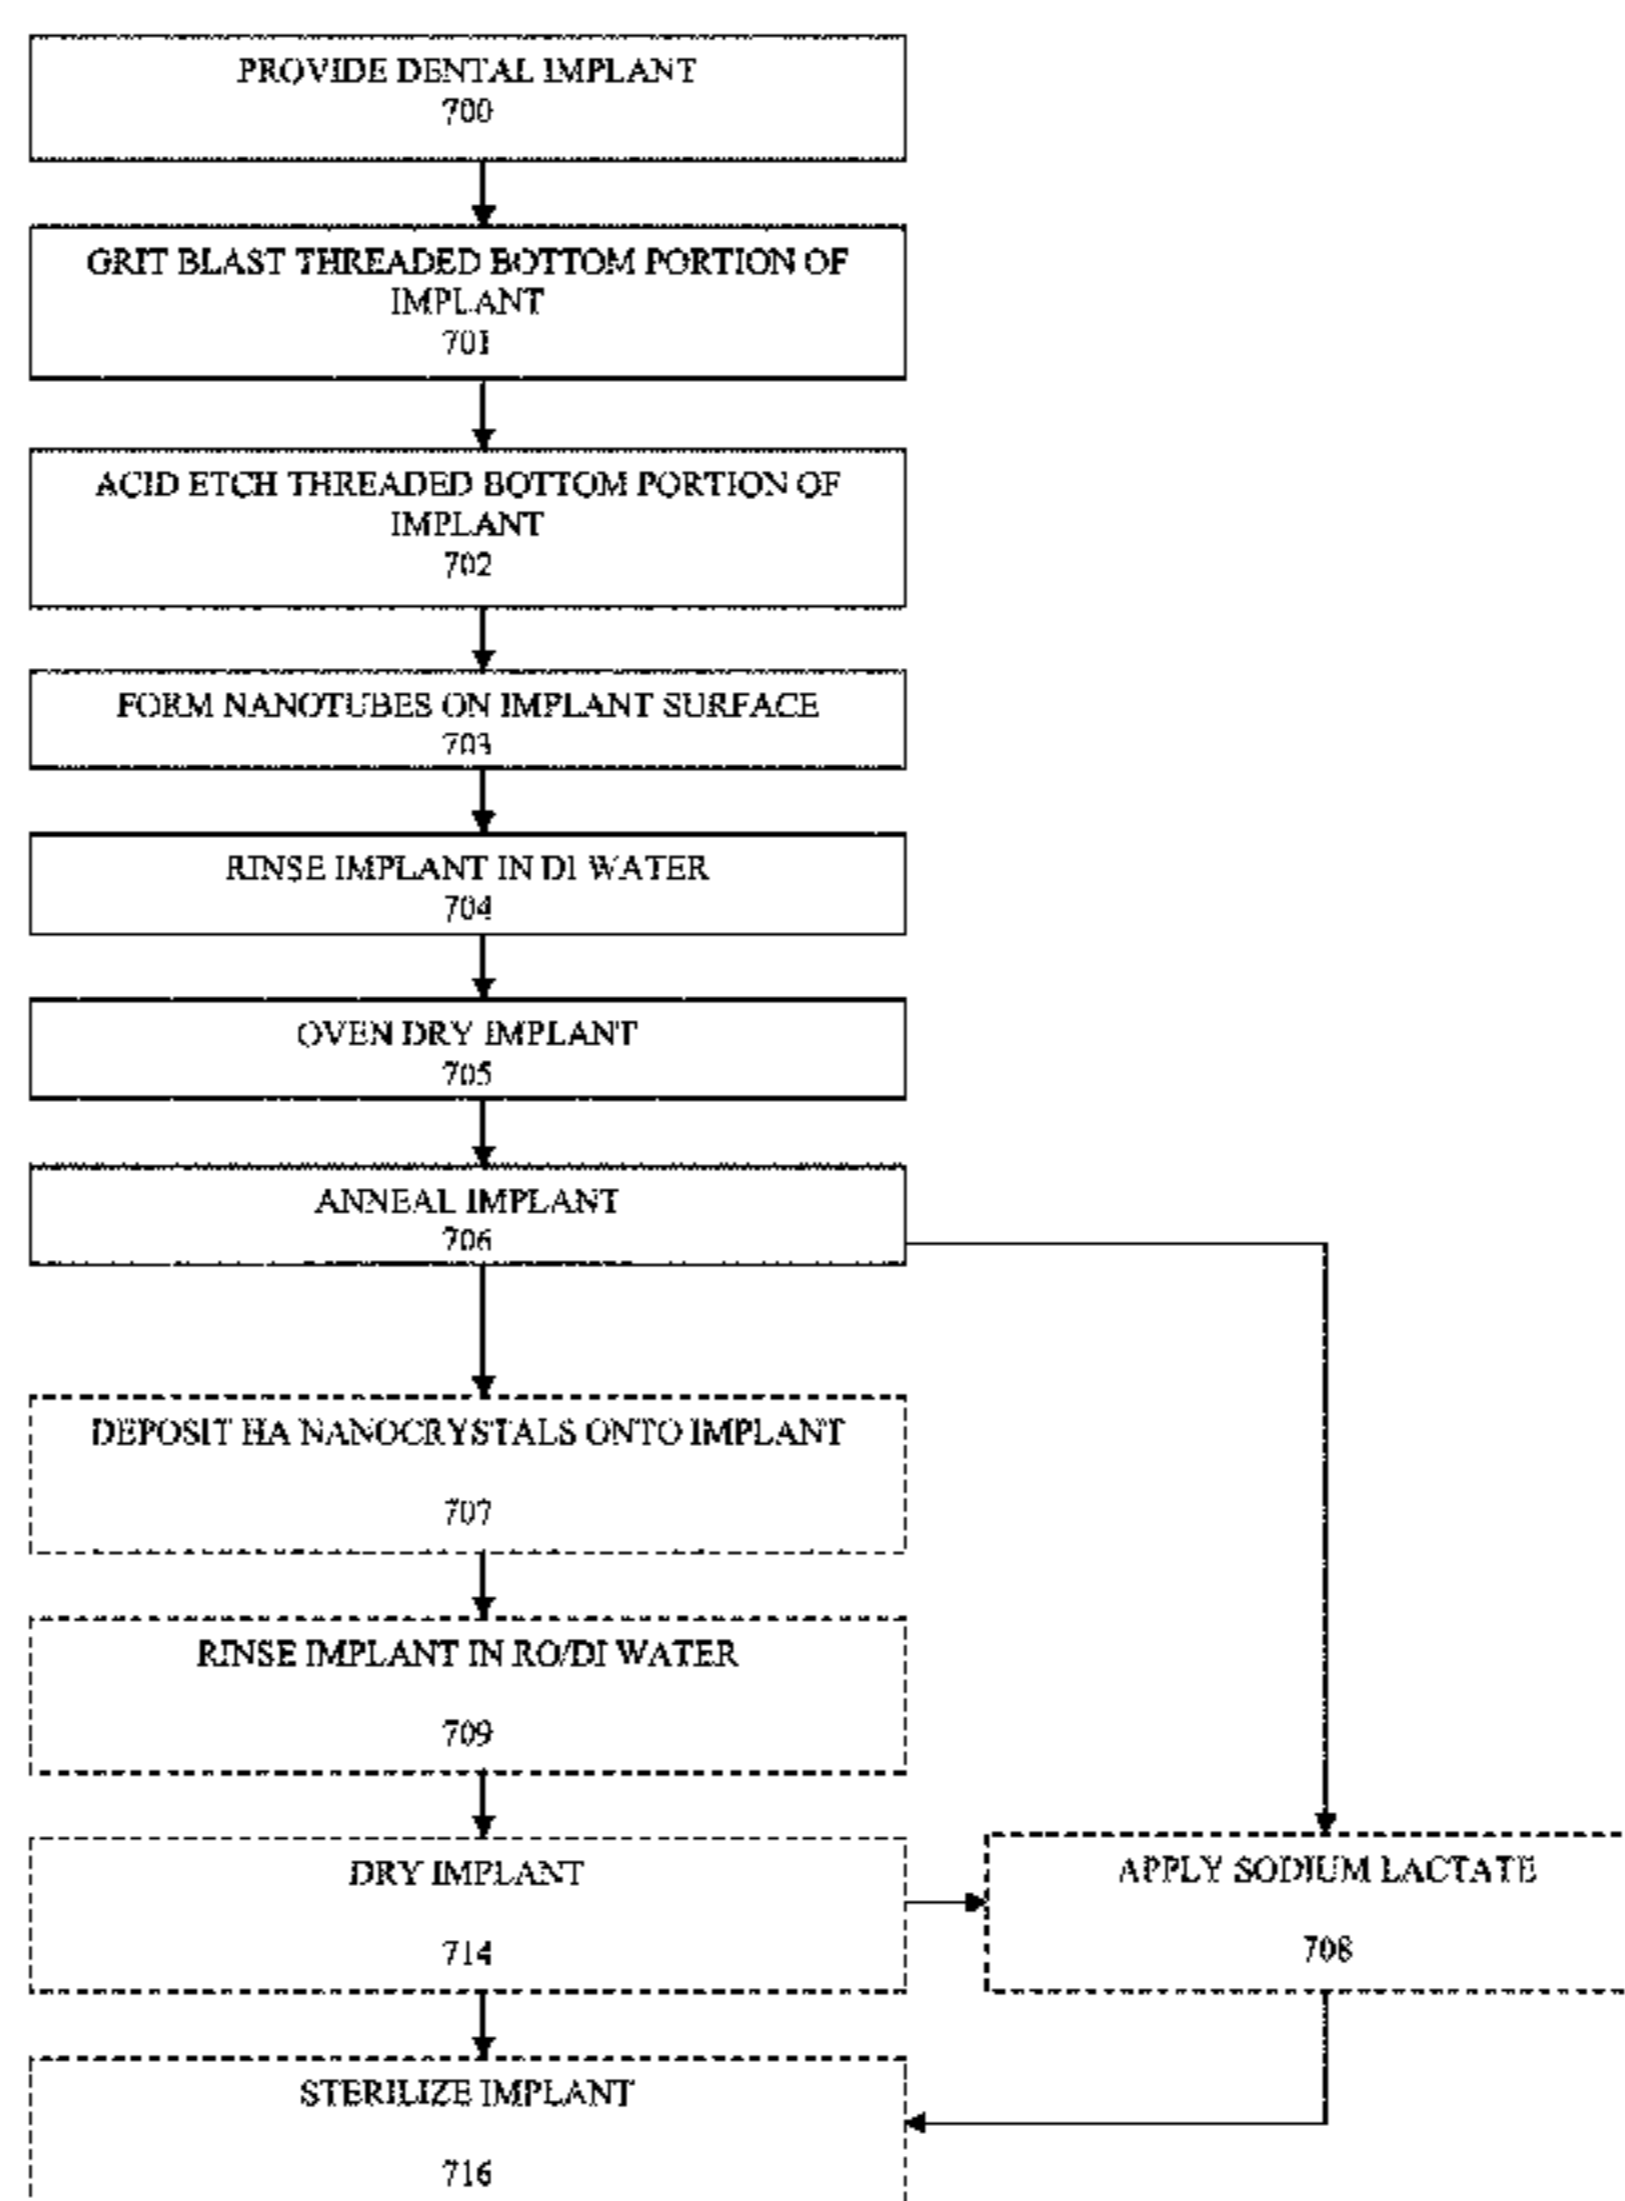 PROVIDE DENTAL IMPLANT
700
GRIT BLAST THREADED BOTTOM PORTION OF
IMPLANT
701
ACID ETCH THREADED BOTTOM PORTION OF
IMPLANT
702
FORM NANOTUBES ON IMPLANT SURFACE
703
RINSE IMPLANT IN DI WATER
704
OVEN DRY IMPLANT
705
ANNEAL IMPLANT
706
DEPOSIT HA NANOCRYSTALS ONTO IMPLANT
707
RINSE IMPLANT IN RO/DI WATER
709
DRY IMPLANT
714
APPLY SODIUM LACTATE
708
STERILIZE IMPLANT
716